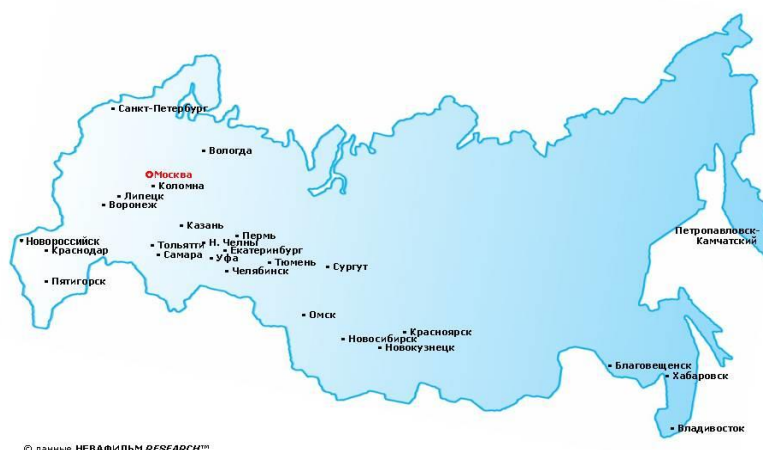 Санкт-Петербург
Вологда
Москва
Коломна
Липецк
Воронеж
Казань
Пермь
Новороссийск
Тольятти
Н. Челны
Краснодар
Екатеринбург
Самара
Уфа
Тюмень
Сургут
Челябинск
Пятигорск
Петропавловск-
Камчатский
Омск
Красноярск
Новосибирск
Новокузнецк
Благовещенск
Хабаровск
Владивосток
© данные НЕВАФИЛЬМ RESEARCH™